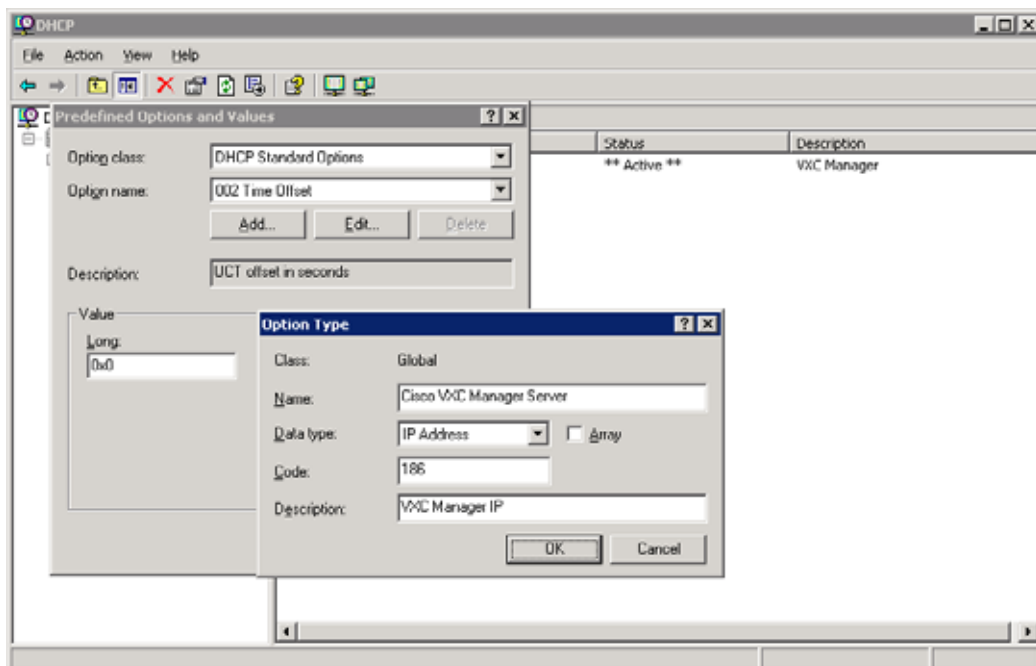 DHCP
File Action View Help
Predefined Options and Values
Option class: DHCP Standard Options
Option name: 002 Time Offset
Add... Edit... Delete
Description: UCT offset in seconds
Value
Long:
0x0
Status Description
** Active ** VXC Manager
Option Type
Class: Global
Name: Cisco VXC Manager Server
Data type: IP Address Array
Code: 186
Description: VXC Manager IP
OK Cancel